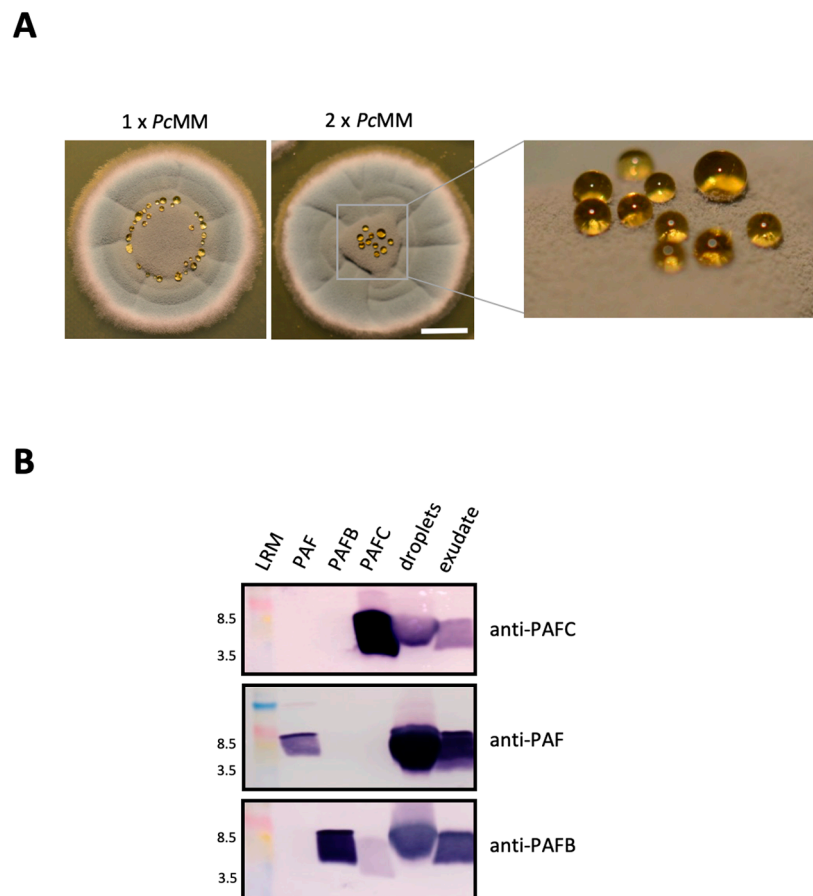 A
1 x PcMM
2 x PcMM
B
LRM
PAF
PAFB
PAFC
droplets
exudate
8.5
3.5
anti-PAFC
8.5
3.5
anti-PAF
8.5
3.5
anti-PAFB